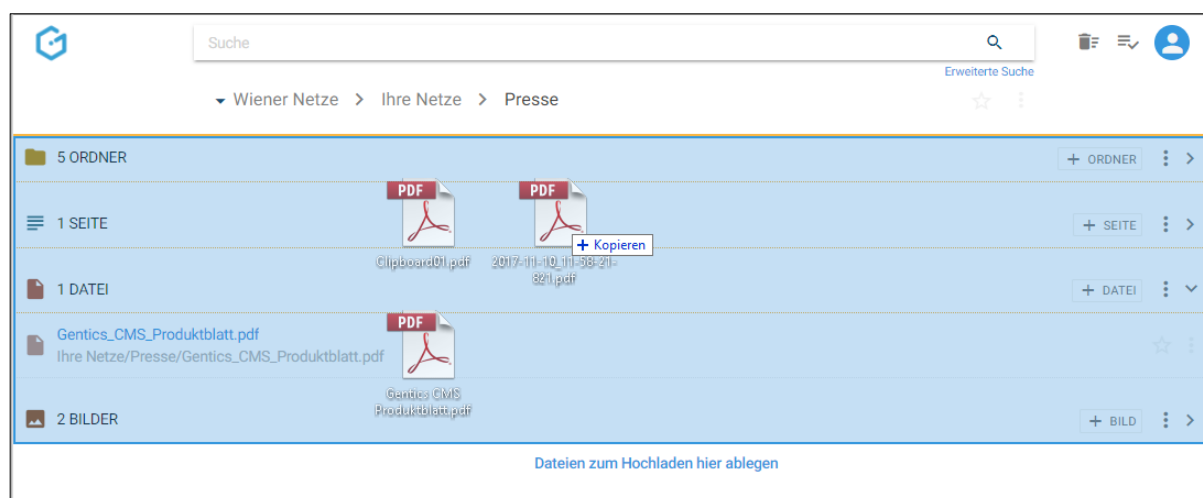 Suche
Erweiterte Suche
Wiener Netze > Ihre Netze > Presse
5 ORDNER
+ ORDNER
PDF
PDF
1 SEITE
+ SEITE
+ Kopieren
Clipboard01.pdf
2017-11-10_11-58-21-
821.pdf
1 DATEI
+ DATEI
PDF
Gentics_CMS_Produktblatt.pdf
Ihre Netze/Presse/Gentics_CMS_Produktblatt.pdf
Gentics CMS
Produktblatt.pdf
2 BILDER
+ BILD
Dateien zum Hochladen hier ablegen